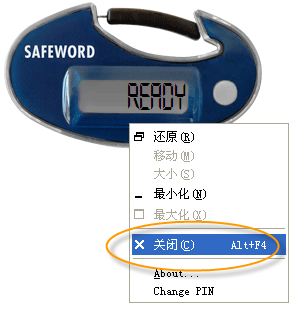 SAFEWORD
READY
还原(R)
移动(M)
大小(S)
最小化(N)
最大化(X)
关闭(C) Alt+F4
About...
Change PIN